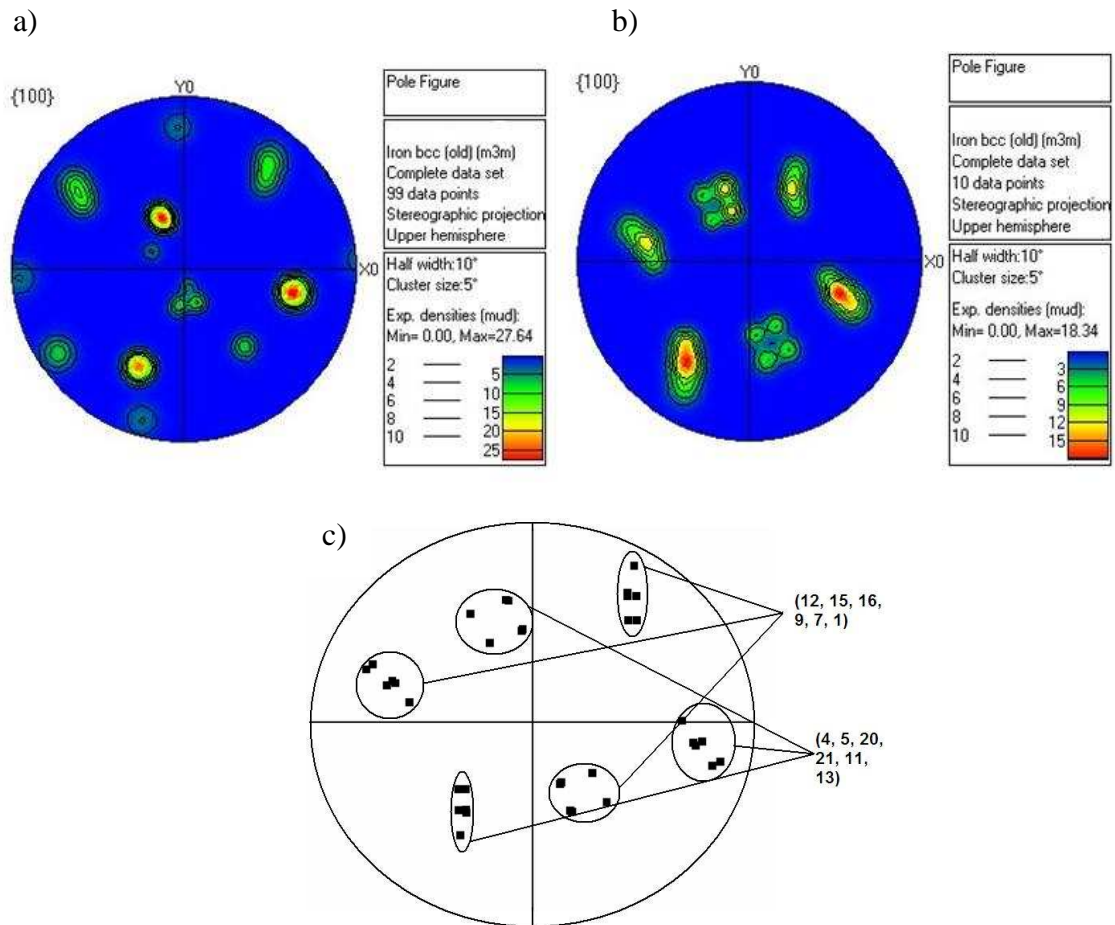 a)
{100}
Y0
X0
Pole Figure
Iron bcc (old) (m3m)
Complete data set
99 data points
Stereographic projection
Upper hemisphere
Half width:10°
Cluster size:5°
Exp. densities (mud):
Min= 0.00, Max=27.64
2
4
6
8
10
5
10
15
20
25
b)
{100}
Y0
X0
Pole Figure
Iron bcc (old) (m3m)
Complete data set
10 data points
Stereographic projection
Upper hemisphere
Half width:10°
Cluster size:5°
Exp. densities (mud):
Min= 0.00, Max=18.34
2
4
6
8
10
3
6
9
12
15
c)
(12, 15, 16,
9, 7, 1)
(4, 5, 20,
21, 11,
13)